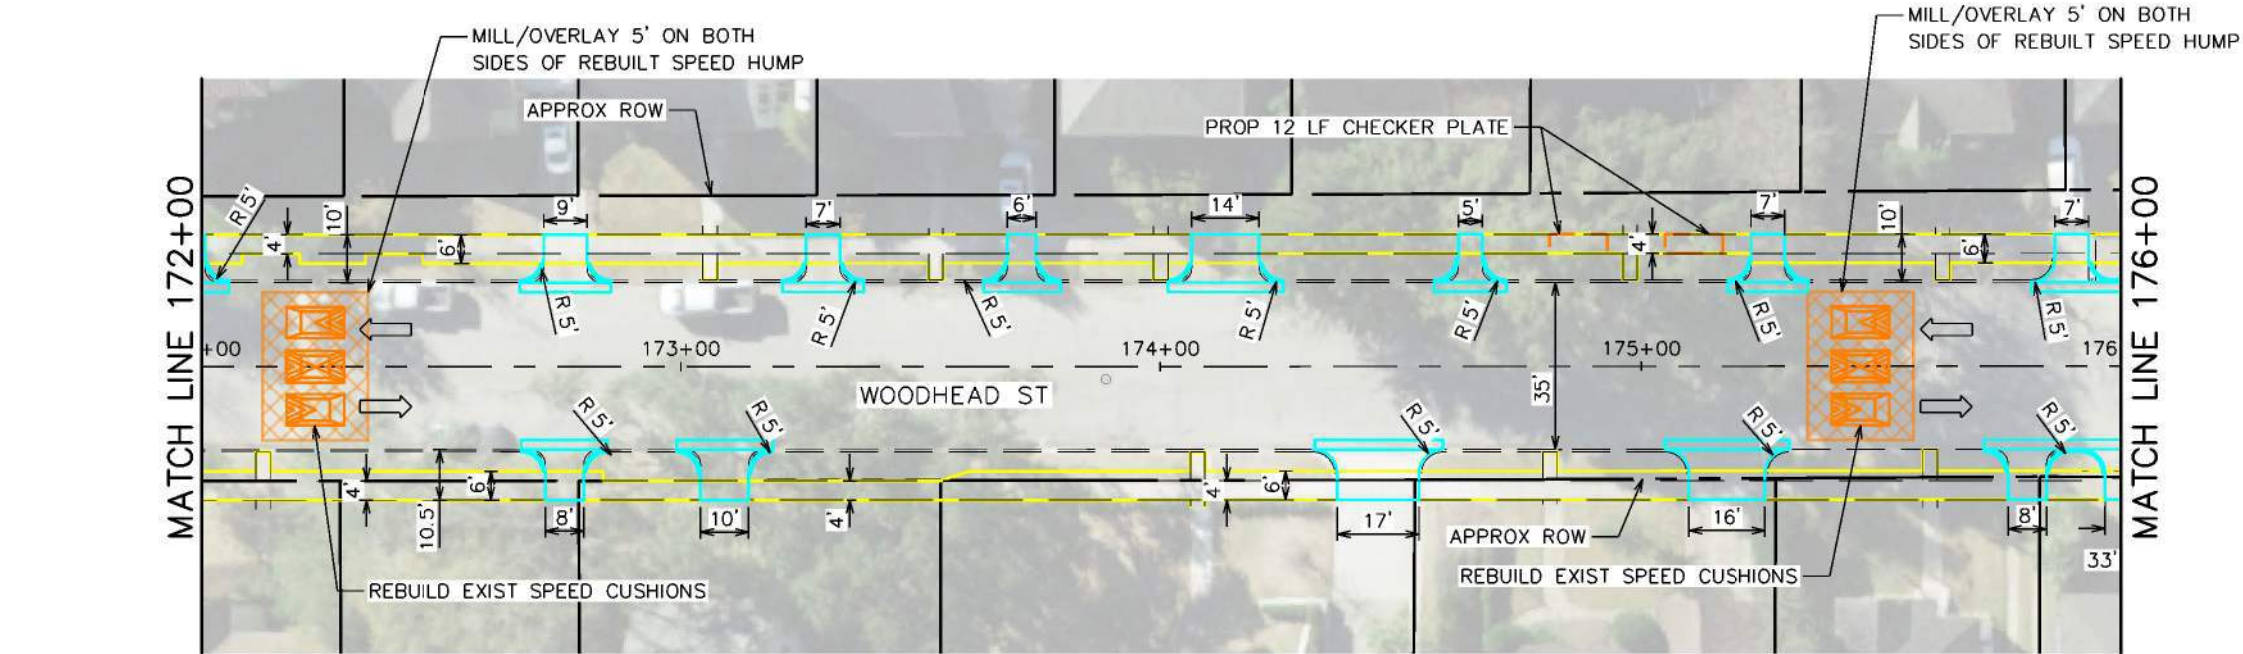 MILL/OVERLAY 5' ON BOTH
SIDES OF REBUILT SPEED HUMP
MILL/OVERLAY 5' ON BOTH
SIDES OF REBUILT SPEED HUMP
APPROX ROW
PROP 12 LF CHECKER PLATE
MATCH LINE 172+00
R 5'
4'
10'
6'
9'
7'
6'
14'
5'
4'
7'
10'
6'
7'
MATCH LINE 176+00
R 5'
R 5'
R 5'
R 5'
R 5'
R 5'
R 5'
+00
173+00
174+00
175+00
176
WOODHEAD ST
35'
R 5'
R 5'
R 5'
R 5'
R 5'
4'
10.5'
6'
8'
10'
4'
4'
6'
17'
16'
8'
33'
APPROX ROW
REBUILD EXIST SPEED CUSHIONS
REBUILD EXIST SPEED CUSHIONS